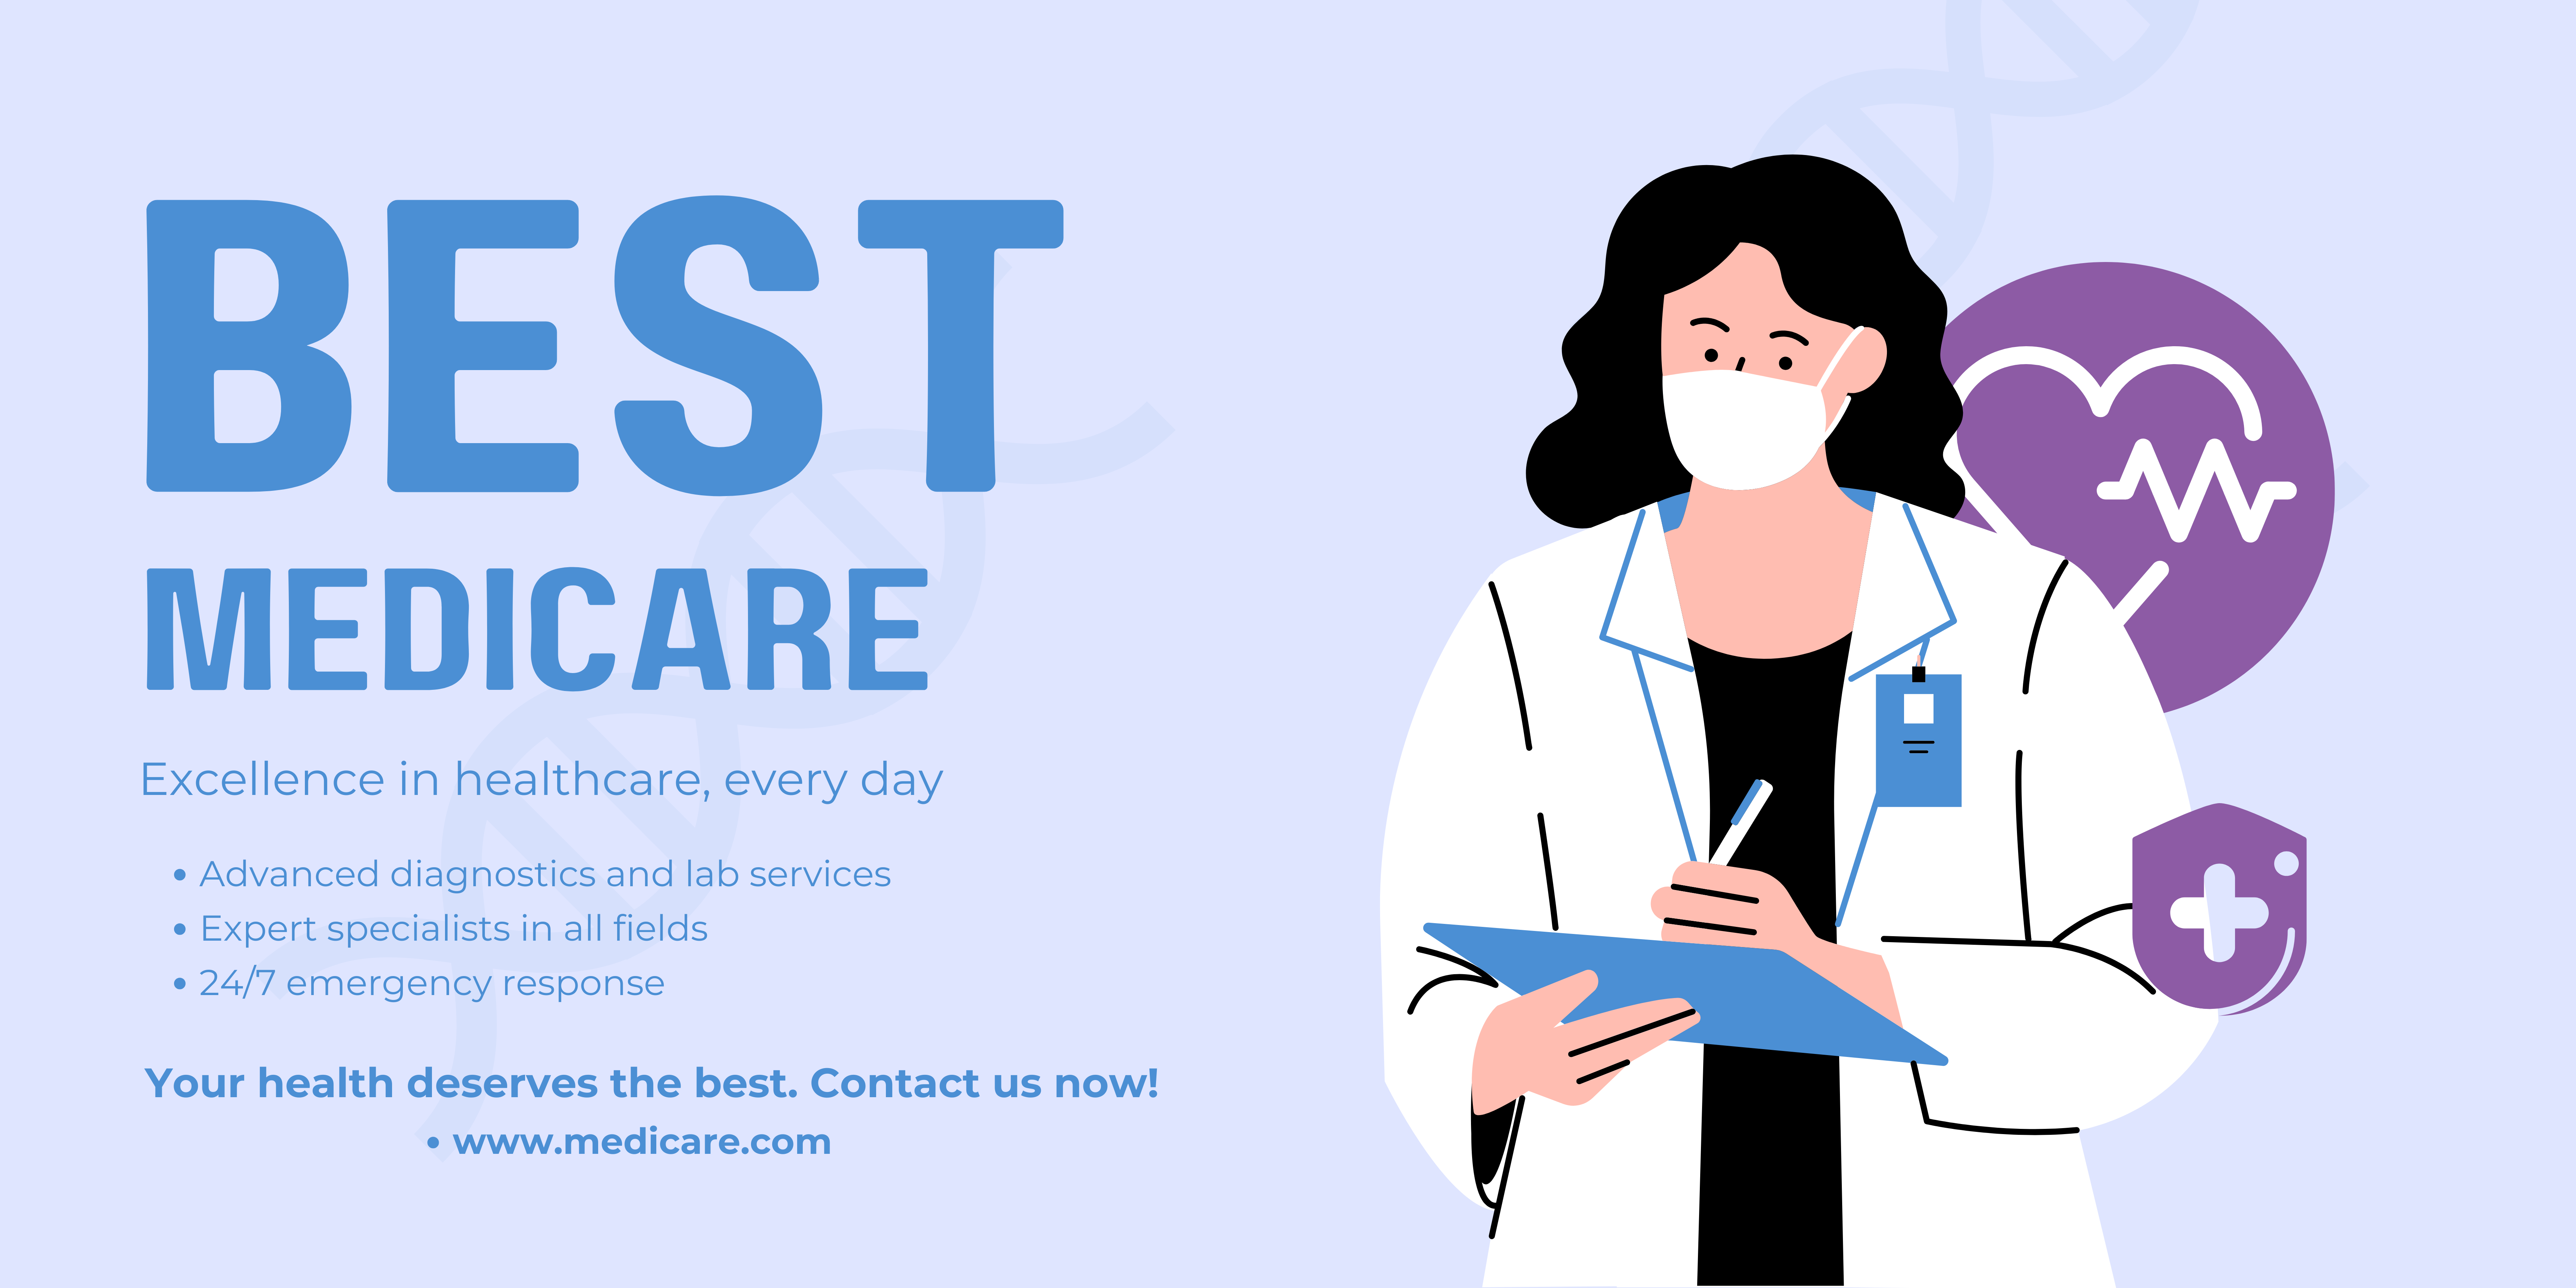 BEST
MEDICARE
Excellence in healthcare, every day
• Advanced diagnostics and lab services
• Expert specialists in all fields
• 24/7 emergency response
Your health deserves the best. Contact us now!
• www.medicare.com